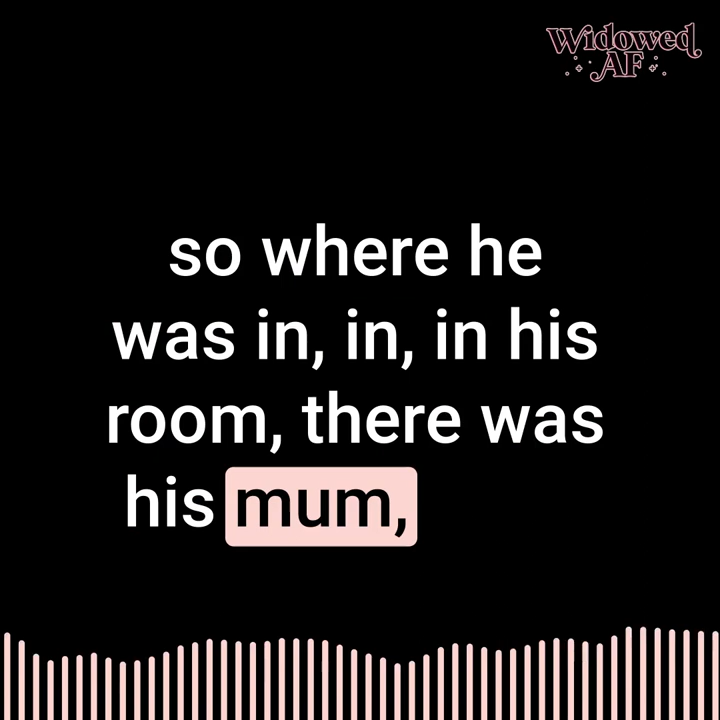 Widowed
AF
so where he
was in, in, in his
room, there was
his mum,